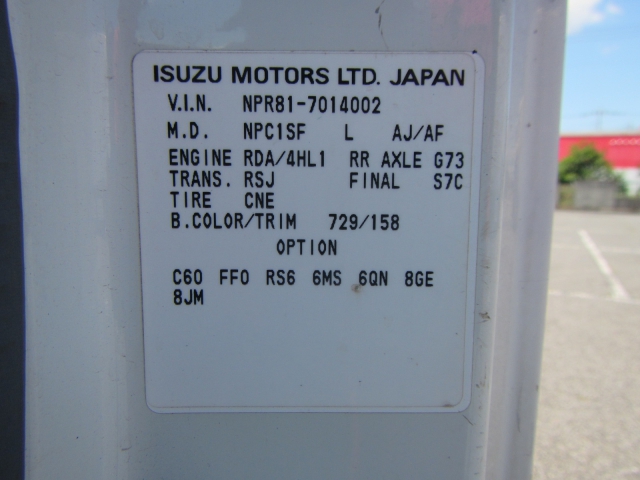 ISUZU MOTORS LTD. JAPAN
V.I.N. NPR81-7014002
M.D. NPC1SF L AJ/AF
ENGINE RDA/4HL1 RR AXLE G73
TRANS. RSJ FINAL S7C
TIRE CNE
B.COLOR/TRIM 729/158
OPTION
C60 FFO RS6 6MS 6QN 8GE
8JM